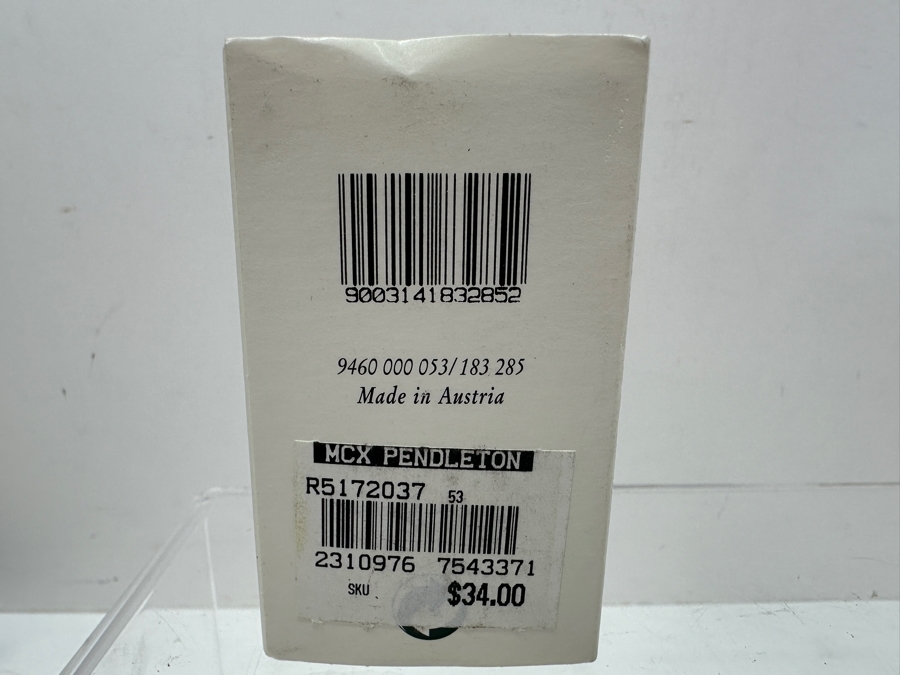 9003141832852
9460 000 053/183 285
Made in Austria
MCX PENDLETON
R5172037 53
2310976 7543371
SKU $34.00